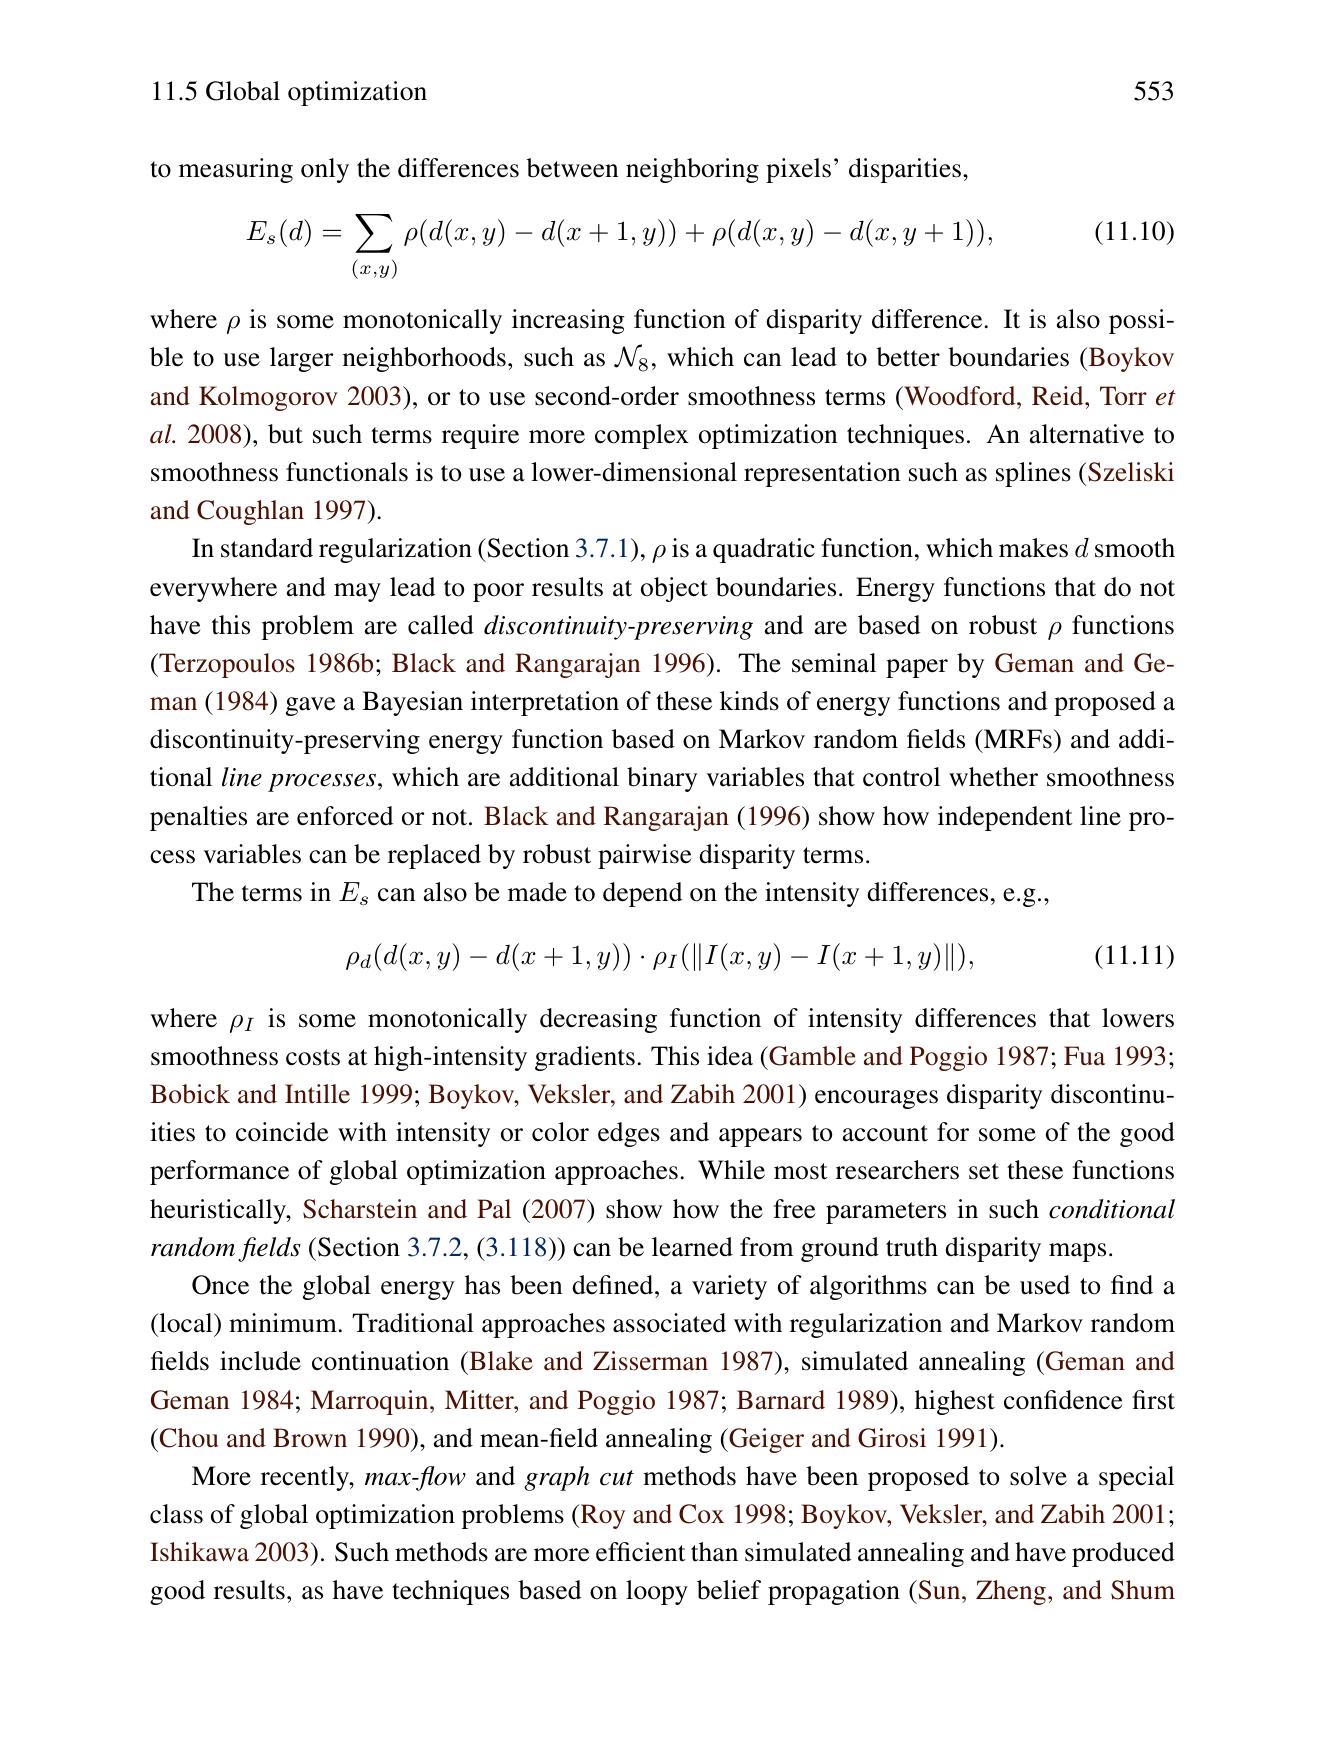 11.5 Global optimization 553
to measuring only the differences between neighboring pixels’ disparities,
E_s(d) = ∑_{(x,y)} ρ(d(x, y) − d(x + 1, y)) + ρ(d(x, y) − d(x, y + 1)), (11.10)
where ρ is some monotonically increasing function of disparity difference. It is also possi-
ble to use larger neighborhoods, such as 𝒩₈, which can lead to better boundaries (Boykov
and Kolmogorov 2003), or to use second-order smoothness terms (Woodford, Reid, Torr et
al. 2008), but such terms require more complex optimization techniques. An alternative to
smoothness functionals is to use a lower-dimensional representation such as splines (Szeliski
and Coughlan 1997).
In standard regularization (Section 3.7.1), ρ is a quadratic function, which makes d smooth
everywhere and may lead to poor results at object boundaries. Energy functions that do not
have this problem are called discontinuity-preserving and are based on robust ρ functions
(Terzopoulos 1986b; Black and Rangarajan 1996). The seminal paper by Geman and Ge-
man (1984) gave a Bayesian interpretation of these kinds of energy functions and proposed a
discontinuity-preserving energy function based on Markov random fields (MRFs) and addi-
tional line processes, which are additional binary variables that control whether smoothness
penalties are enforced or not. Black and Rangarajan (1996) show how independent line pro-
cess variables can be replaced by robust pairwise disparity terms.
The terms in E_s can also be made to depend on the intensity differences, e.g.,
ρ_d(d(x, y) − d(x + 1, y)) · ρ_I(‖I(x, y) − I(x + 1, y)‖), (11.11)
where ρ_I is some monotonically decreasing function of intensity differences that lowers
smoothness costs at high-intensity gradients. This idea (Gamble and Poggio 1987; Fua 1993;
Bobick and Intille 1999; Boykov, Veksler, and Zabih 2001) encourages disparity discontinu-
ities to coincide with intensity or color edges and appears to account for some of the good
performance of global optimization approaches. While most researchers set these functions
heuristically, Scharstein and Pal (2007) show how the free parameters in such conditional
random fields (Section 3.7.2, (3.118)) can be learned from ground truth disparity maps.
Once the global energy has been defined, a variety of algorithms can be used to find a
(local) minimum. Traditional approaches associated with regularization and Markov random
fields include continuation (Blake and Zisserman 1987), simulated annealing (Geman and
Geman 1984; Marroquin, Mitter, and Poggio 1987; Barnard 1989), highest confidence first
(Chou and Brown 1990), and mean-field annealing (Geiger and Girosi 1991).
More recently, max-flow and graph cut methods have been proposed to solve a special
class of global optimization problems (Roy and Cox 1998; Boykov, Veksler, and Zabih 2001;
Ishikawa 2003). Such methods are more efficient than simulated annealing and have produced
good results, as have techniques based on loopy belief propagation (Sun, Zheng, and Shum